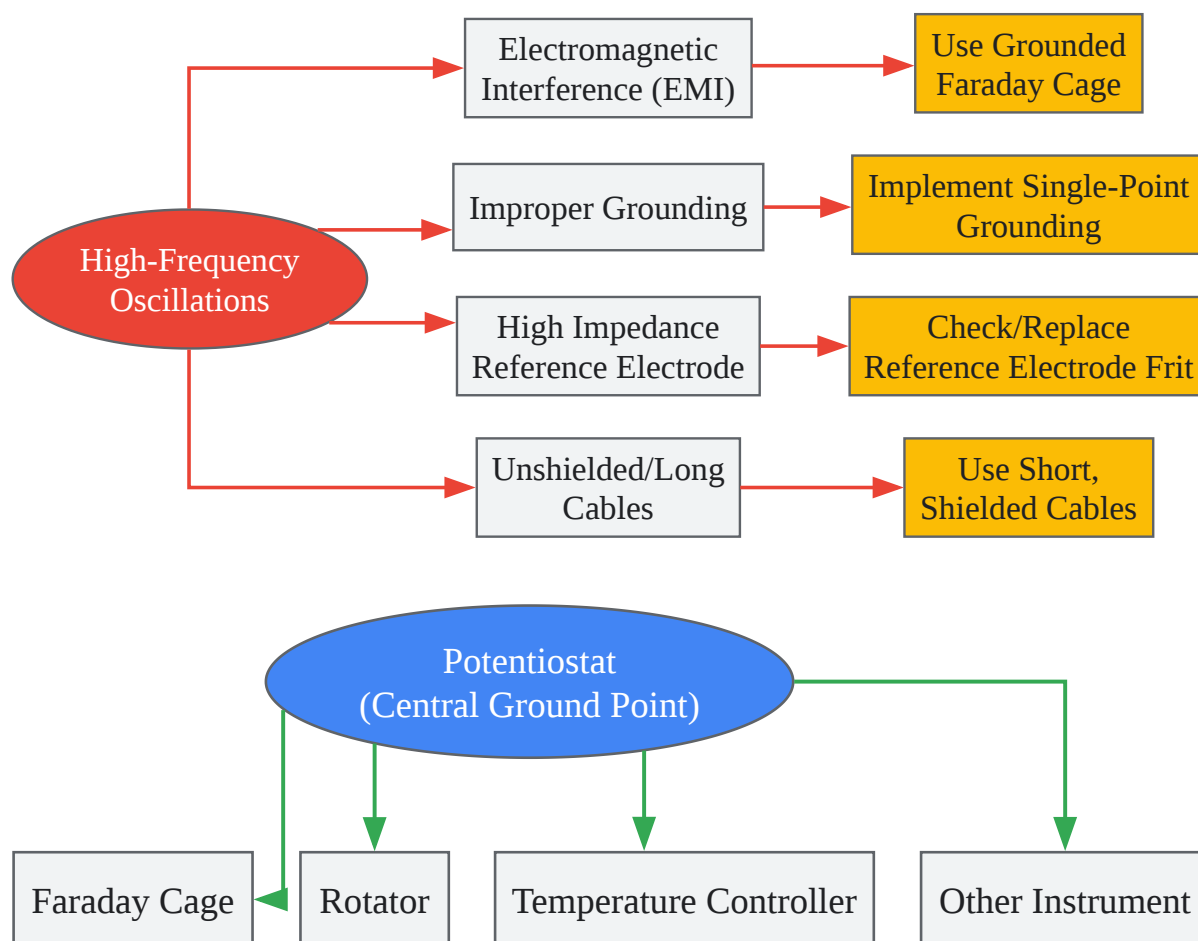 Electromagnetic
Interference (EMI)
Use Grounded
Faraday Cage
Improper Grounding
Implement Single-Point
Grounding
High-Frequency
Oscillations
High Impedance
Reference Electrode
Check/Replace
Reference Electrode Frit
Unshielded/Long
Cables
Use Short,
Shielded Cables
Potentiostat
(Central Ground Point)
Faraday Cage
Rotator
Temperature Controller
Other Instrument